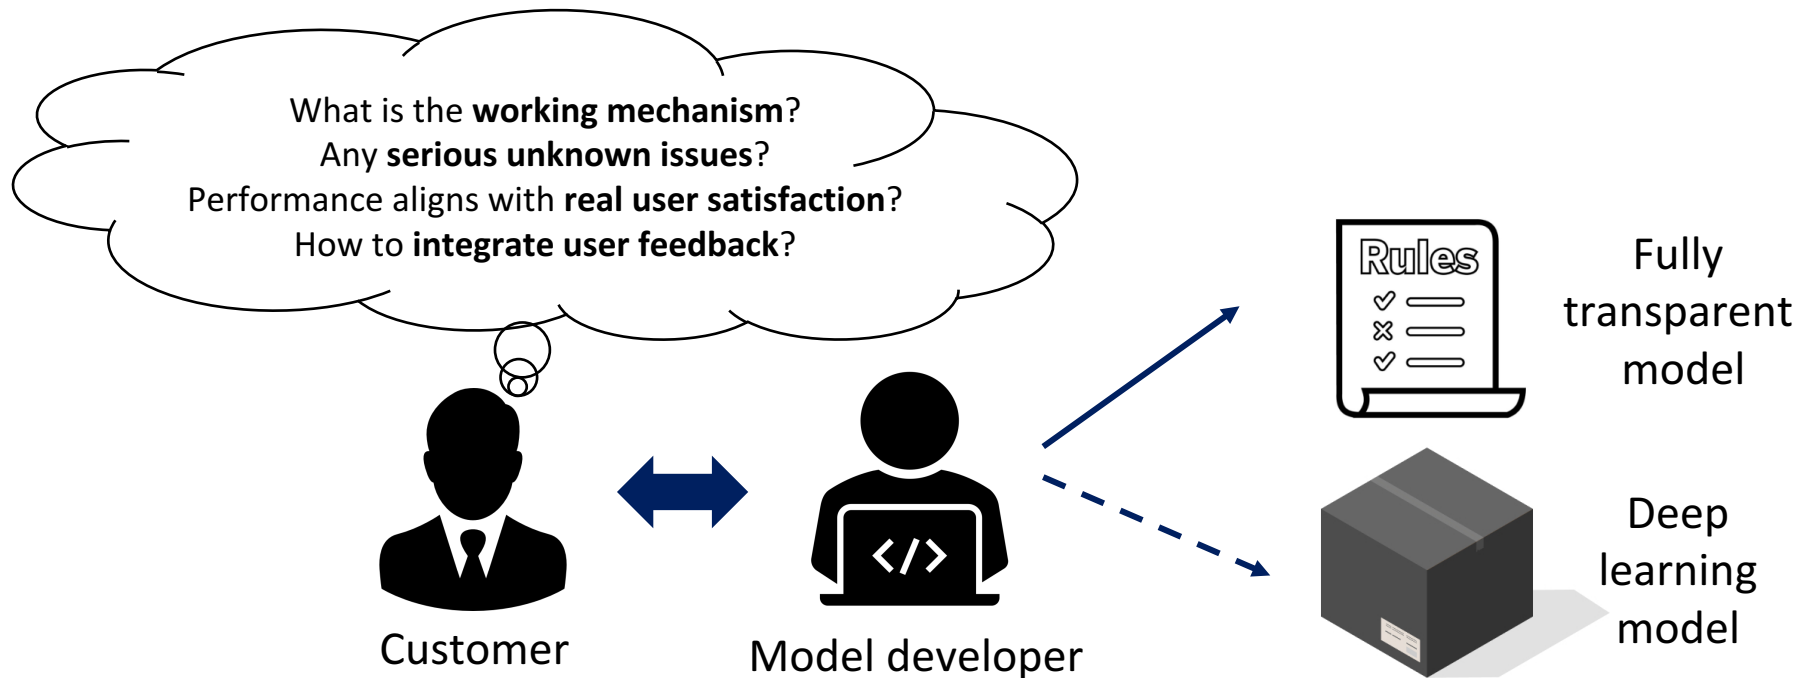 What is the working mechanism?
Any serious unknown issues?
Performance aligns with real user satisfaction?
How to integrate user feedback?
Rules
Fully
transparent
model
</>
Deep
learning
model
Customer
Model developer